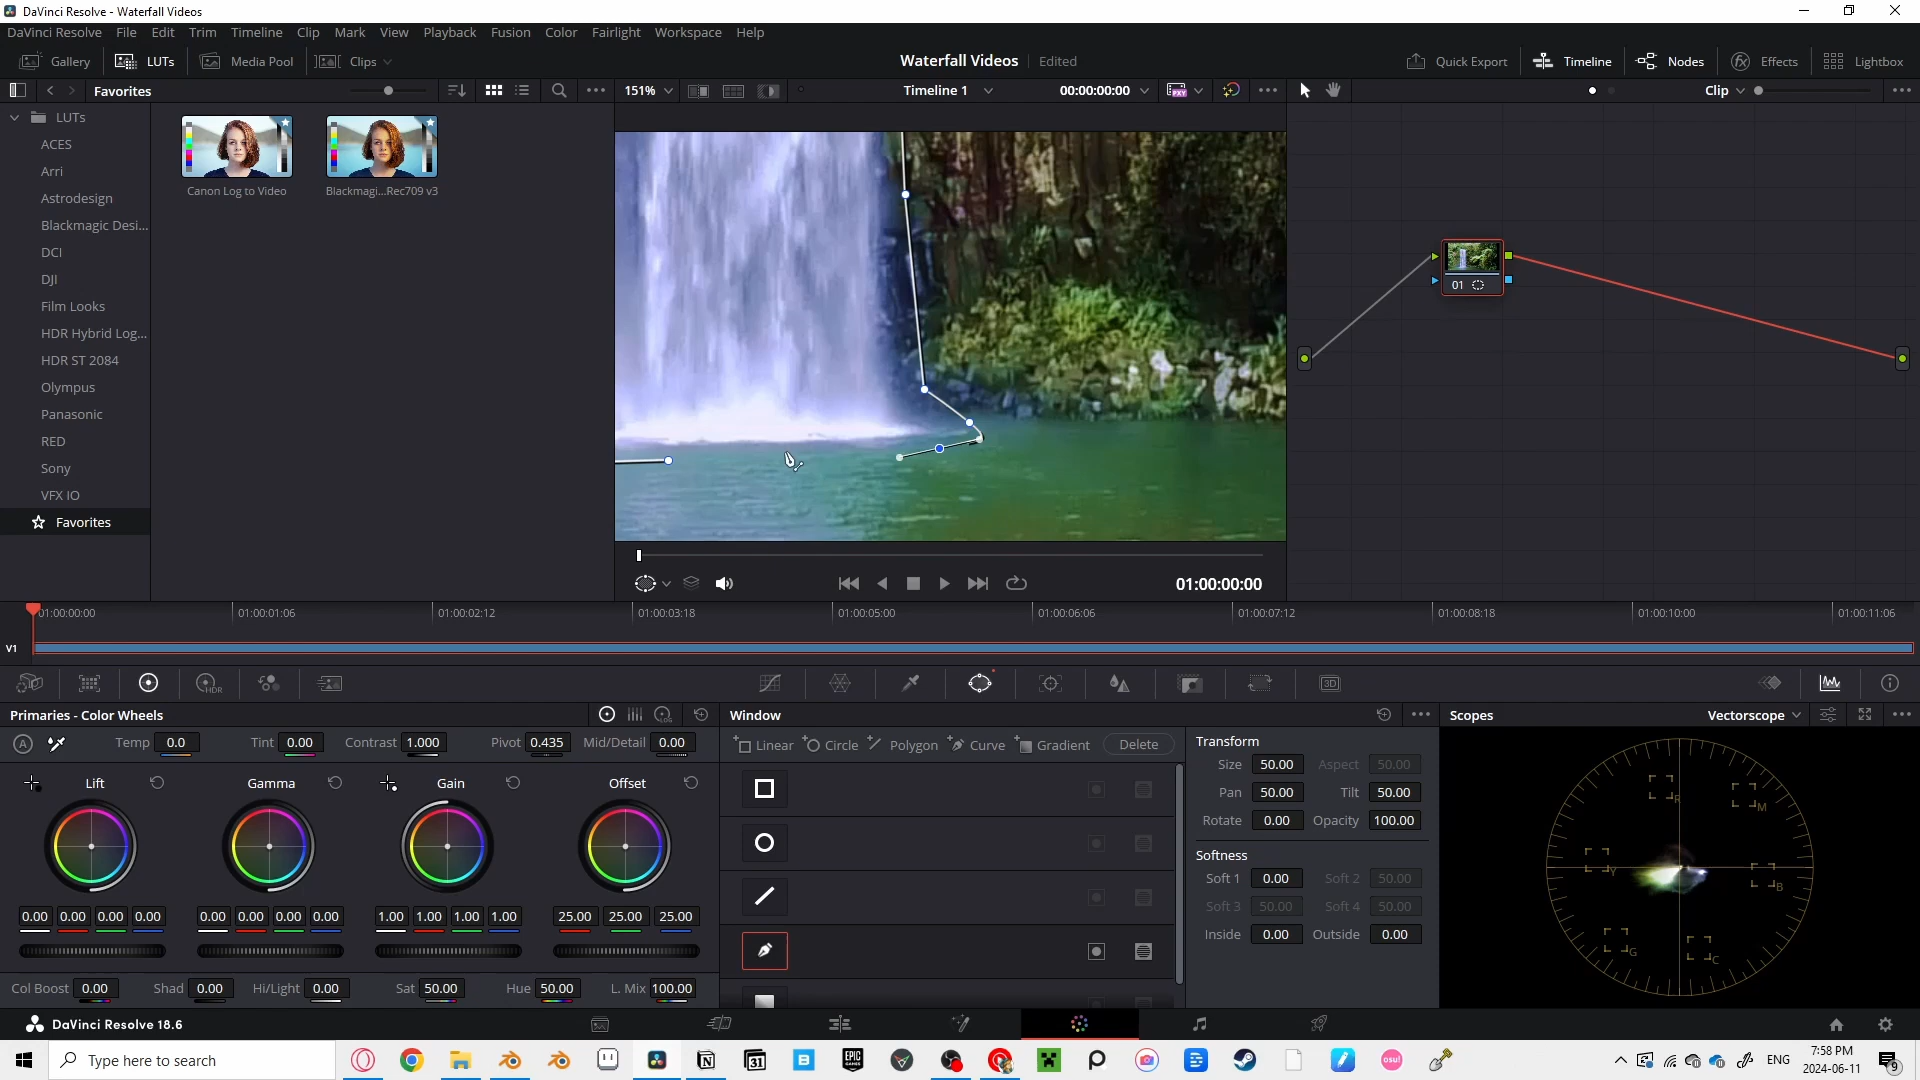 DaVinci Resolve - Waterfall Videos
DaVinci Resolve File Edit Trim Timeline Clip Mark View Playback Fusion Color Fairlight Workspace Help
Gallery LUTs Media Pool Clips Waterfall Videos Edited Quick Export Timeline Nodes Effects Lightbox
Favorites 151% Timeline 1 00:00:00:00 PXY Clip
LUTs
ACES
Arri
Astrodesign
Blackmagic Desi...
DCI
DJI
Film Looks
HDR Hybrid Log...
HDR ST 2084
Olympus
Panasonic
RED
Sony
VFX IO
Favorites
Canon Log to Video Blackmagi...Rec709 v3
01
01:00:00:00
01:00:00:00 01:00:01:06 01:00:02:12 01:00:03:18 01:00:05:00 01:00:06:06 01:00:07:12 01:00:08:18 01:00:10:00 01:00:11:06
V1
HDR 3D
Primaries - Color Wheels LOG
A Temp 0.0 Tint 0.00 Contrast 1.000 Pivot 0.435 Mid/Detail 0.00
Lift Gamma Gain Offset
0.00 0.00 0.00 0.00 0.00 0.00 0.00 0.00 1.00 1.00 1.00 1.00 25.00 25.00 25.00
Col Boost 0.00 Shad 0.00 Hi/Light 0.00 Sat 50.00 Hue 50.00 L. Mix 100.00
Window
Linear Circle Polygon Curve Gradient Delete
Transform
Size 50.00 Aspect 50.00
Pan 50.00 Tilt 50.00
Rotate 0.00 Opacity 100.00
Softness
Soft 1 0.00 Soft 2 50.00
Soft 3 50.00 Soft 4 50.00
Inside 0.00 Outside 0.00
Scopes Vectorscope
R M
Y B
G C
DaVinci Resolve 18.6
Type here to search
31
EPIC GAMES
osu!
ENG
7:58 PM
2024-06-11
9